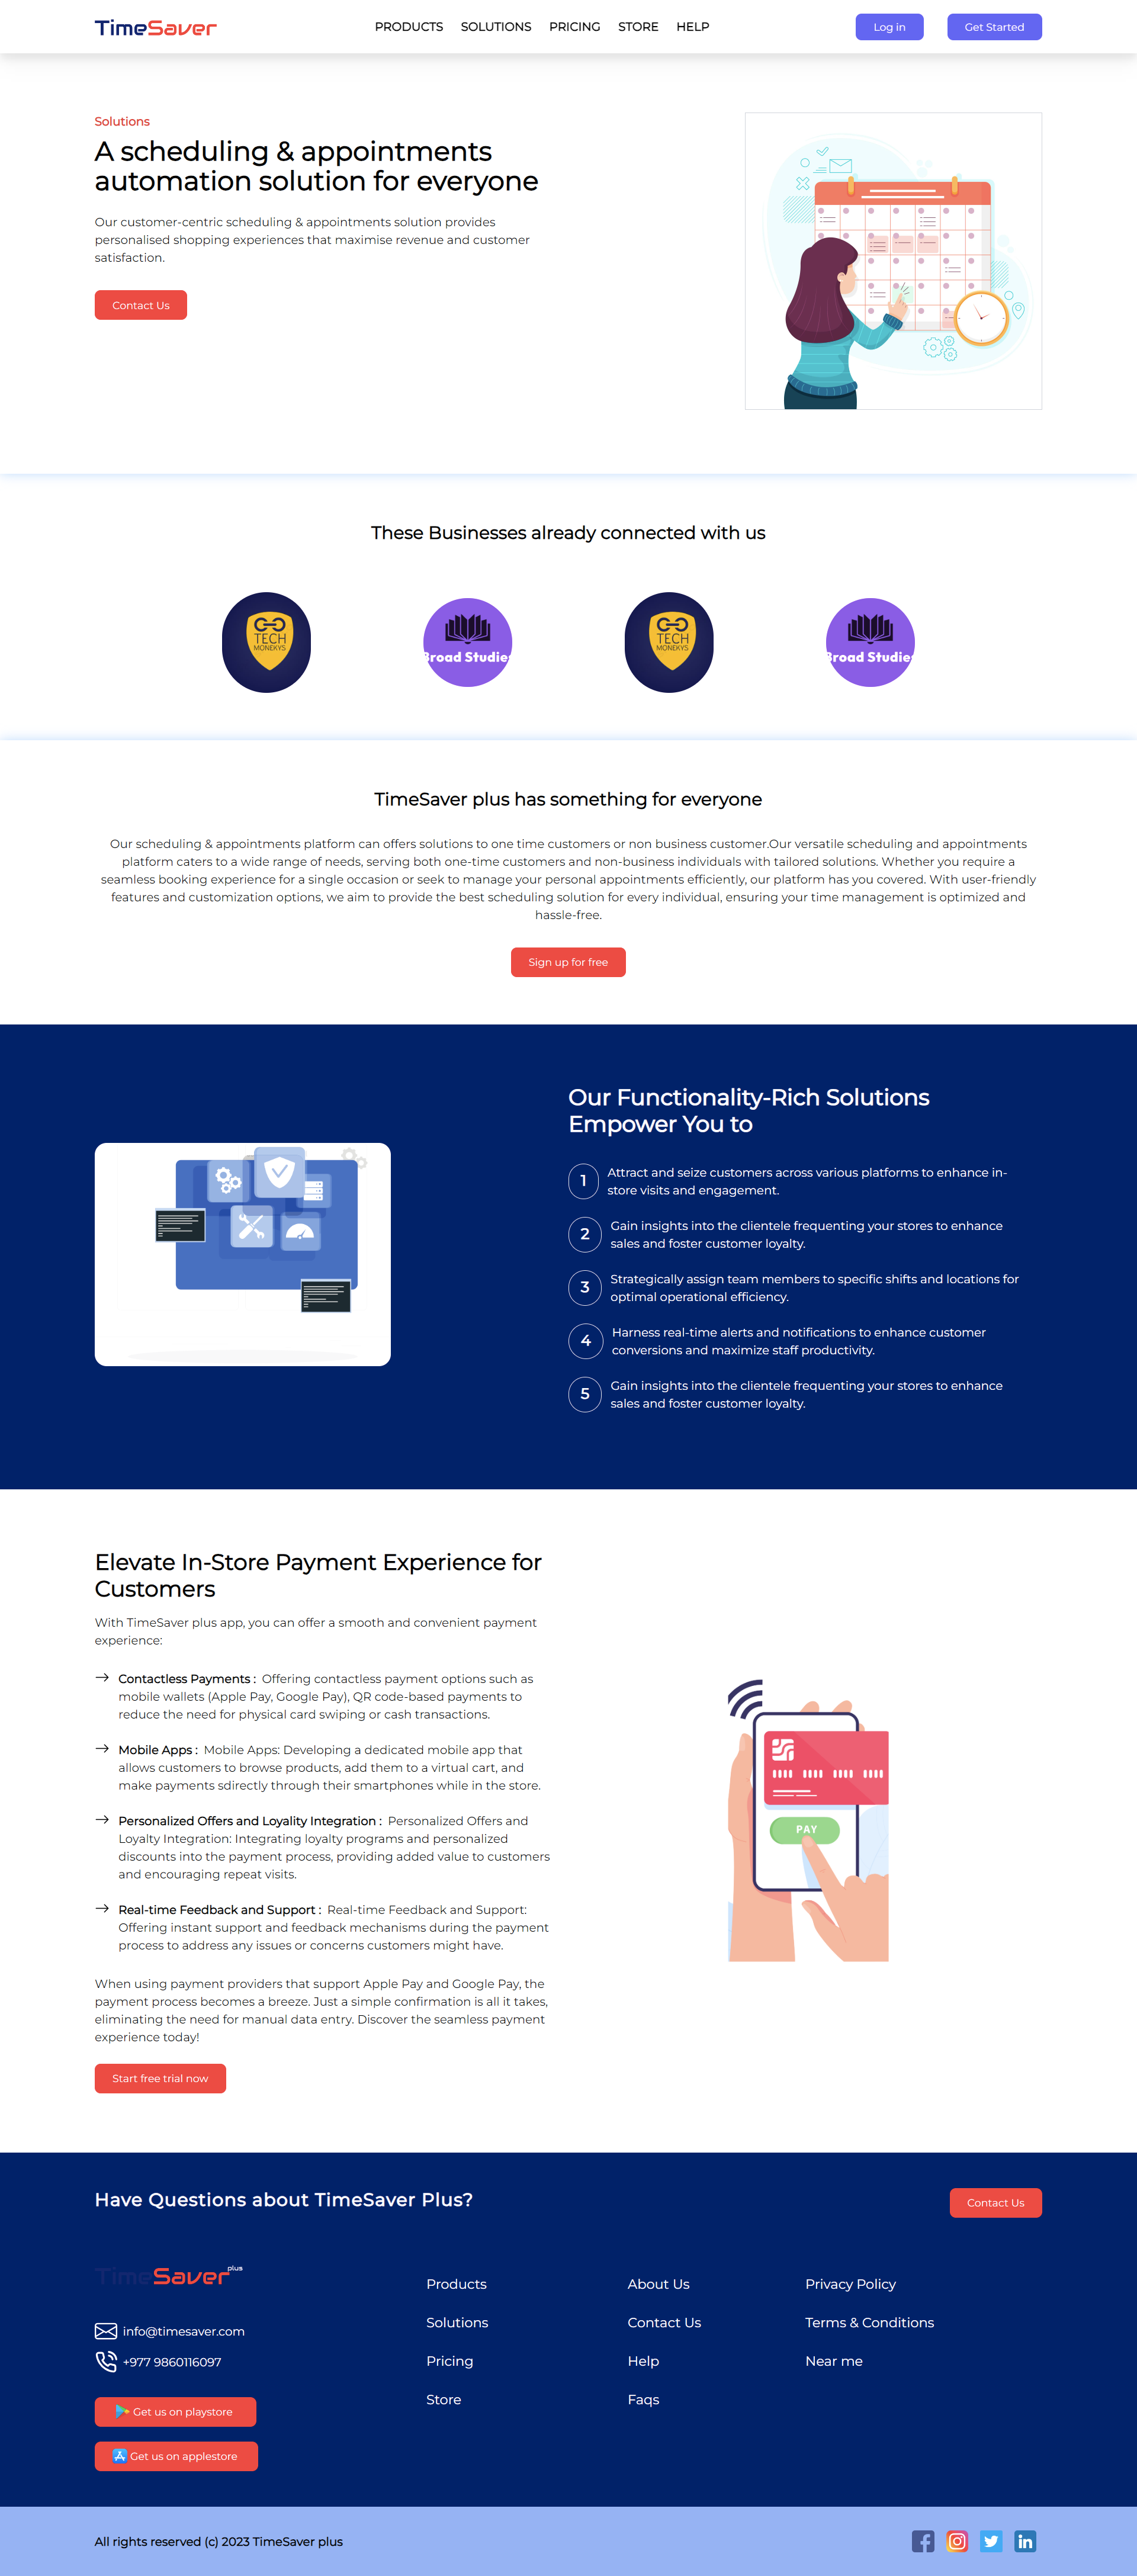 TimeSaver
PRODUCTS SOLUTIONS PRICING STORE HELP
Log in
Get Started
Solutions
A scheduling & appointments
automation solution for everyone
Our customer-centric scheduling & appointments solution provides
personalised shopping experiences that maximise revenue and customer
satisfaction.
Contact Us
These Businesses already connected with us
TECH
MONEKYS
Broad Studies
TECH
MONEKYS
Broad Studies
TimeSaver plus has something for everyone
Our scheduling & appointments platform can offers solutions to one time customers or non business customer.Our versatile scheduling and appointments
platform caters to a wide range of needs, serving both one-time customers and non-business individuals with tailored solutions. Whether you require a
seamless booking experience for a single occasion or seek to manage your personal appointments efficiently, our platform has you covered. With user-friendly
features and customization options, we aim to provide the best scheduling solution for every individual, ensuring your time management is optimized and
hassle-free.
Sign up for free
Our Functionality-Rich Solutions
Empower You to
1 Attract and seize customers across various platforms to enhance in-
store visits and engagement.
2 Gain insights into the clientele frequenting your stores to enhance
sales and foster customer loyalty.
3 Strategically assign team members to specific shifts and locations for
optimal operational efficiency.
4 Harness real-time alerts and notifications to enhance customer
conversions and maximize staff productivity.
5 Gain insights into the clientele frequenting your stores to enhance
sales and foster customer loyalty.
Elevate In-Store Payment Experience for
Customers
With TimeSaver plus app, you can offer a smooth and convenient payment
experience:
Contactless Payments : Offering contactless payment options such as
mobile wallets (Apple Pay, Google Pay), QR code-based payments to
reduce the need for physical card swiping or cash transactions.
Mobile Apps : Mobile Apps: Developing a dedicated mobile app that
allows customers to browse products, add them to a virtual cart, and
make payments sdirectly through their smartphones while in the store.
Personalized Offers and Loyality Integration : Personalized Offers and
Loyalty Integration: Integrating loyalty programs and personalized
discounts into the payment process, providing added value to customers
and encouraging repeat visits.
Real-time Feedback and Support : Real-time Feedback and Support:
Offering instant support and feedback mechanisms during the payment
process to address any issues or concerns customers might have.
When using payment providers that support Apple Pay and Google Pay, the
payment process becomes a breeze. Just a simple confirmation is all it takes,
eliminating the need for manual data entry. Discover the seamless payment
experience today!
Start free trial now
PAY
Have Questions about TimeSaver Plus?
Contact Us
TimeSaver plus
info@timesaver.com
+977 9860116097
Get us on playstore
Get us on applestore
Products
Solutions
Pricing
Store
About Us
Contact Us
Help
Faqs
Privacy Policy
Terms & Conditions
Near me
All rights reserved (c) 2023 TimeSaver plus